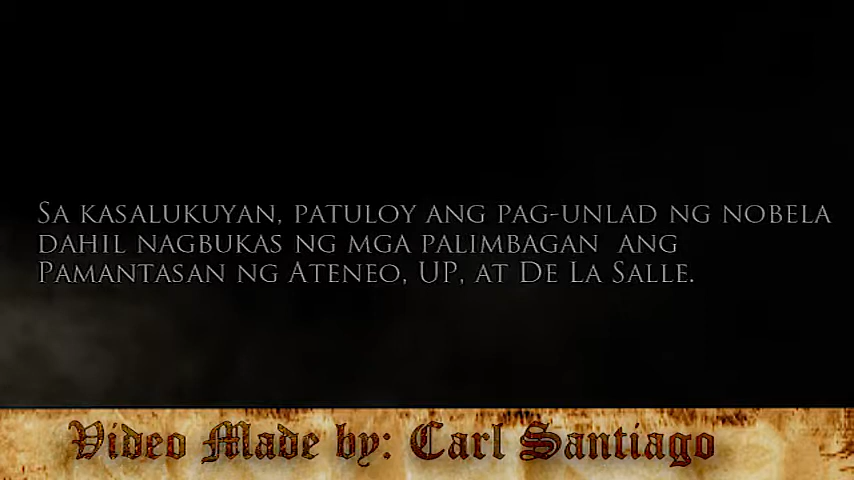 Sa kasalukuyan, patuloy ang pag-unlad ng nobela
dahil nagbukas ng mga palimbagan  ang
Pamantasan ng Ateneo, UP, at De La Salle.
Video Made by: Carl Santiago